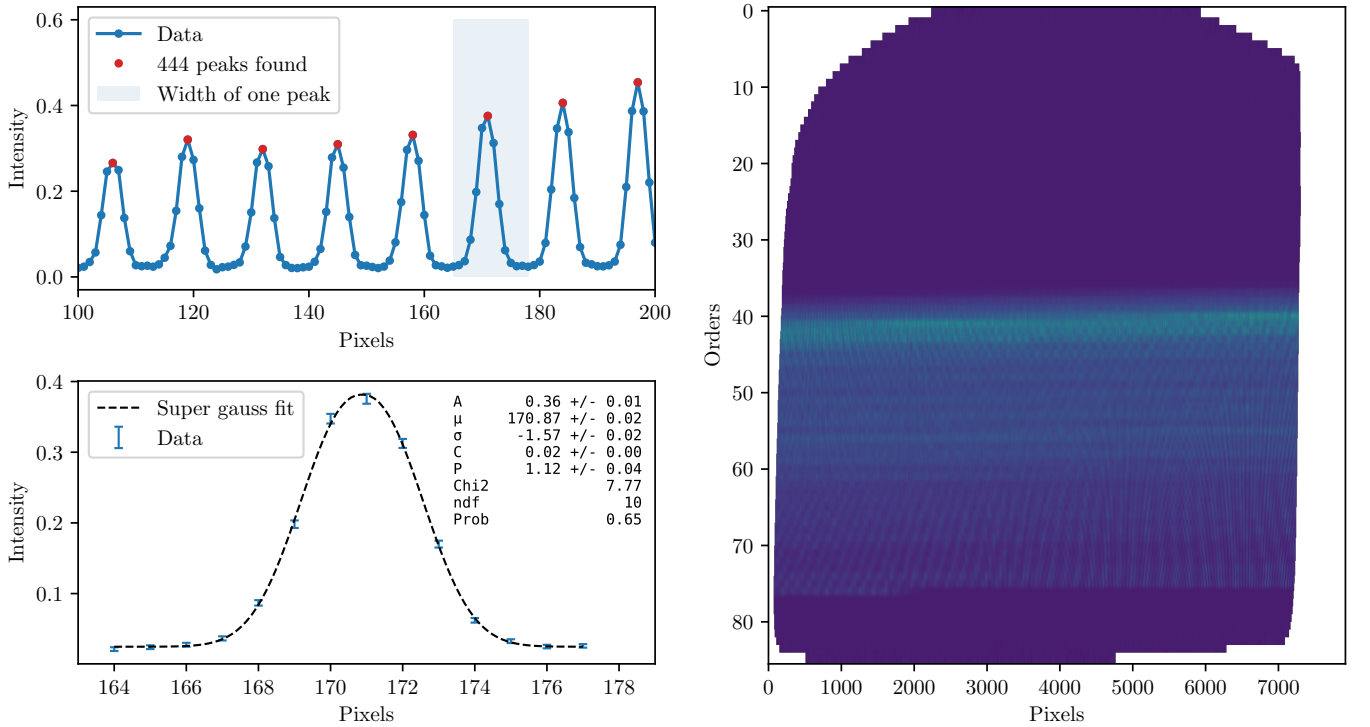 0.6
0.4
0.2
0.0
Intensity
Data
444 peaks found
Width of one peak
100 120 140 160 180 200
Pixels
0.4
0.3
0.2
0.1
Intensity
Super gauss fit
Data
A 0.36 +/- 0.01
μ 170.87 +/- 0.02
σ -1.57 +/- 0.02
C 0.02 +/- 0.00
P 1.12 +/- 0.04
Chi2 7.77
ndf 10
Prob 0.65
164 166 168 170 172 174 176 178
Pixels
0
10
20
30
40
50
60
70
80
Orders
0 1000 2000 3000 4000 5000 6000 7000
Pixels